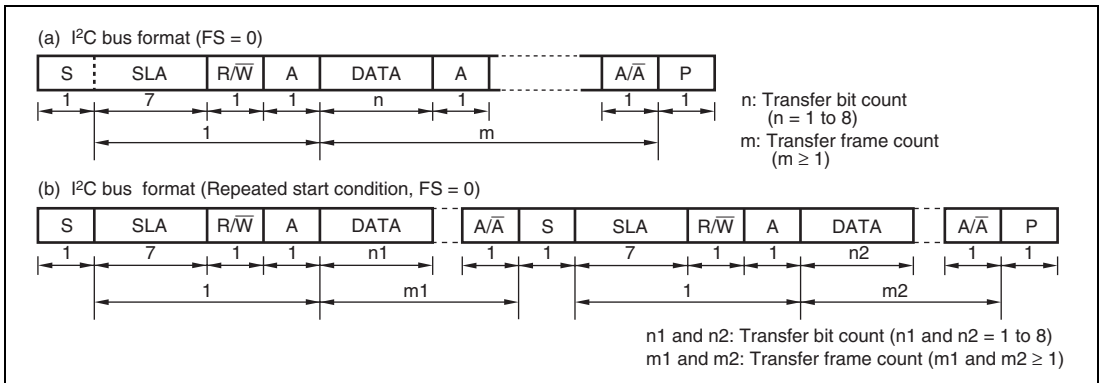 (a) I²C bus format (FS = 0)
S SLA R/W̅ A DATA A A/A̅ P
1 7 1 1 n 1 1 1
1 m
n: Transfer bit count
(n = 1 to 8)
m: Transfer frame count
(m ≥ 1)
(b) I²C bus format (Repeated start condition, FS = 0)
S SLA R/W̅ A DATA A/A̅ S SLA R/W̅ A DATA A/A̅ P
1 7 1 1 n1 1 1 7 1 1 n2 1 1
1 m1 1 m2
n1 and n2: Transfer bit count (n1 and n2 = 1 to 8)
m1 and m2: Transfer frame count (m1 and m2 ≥ 1)